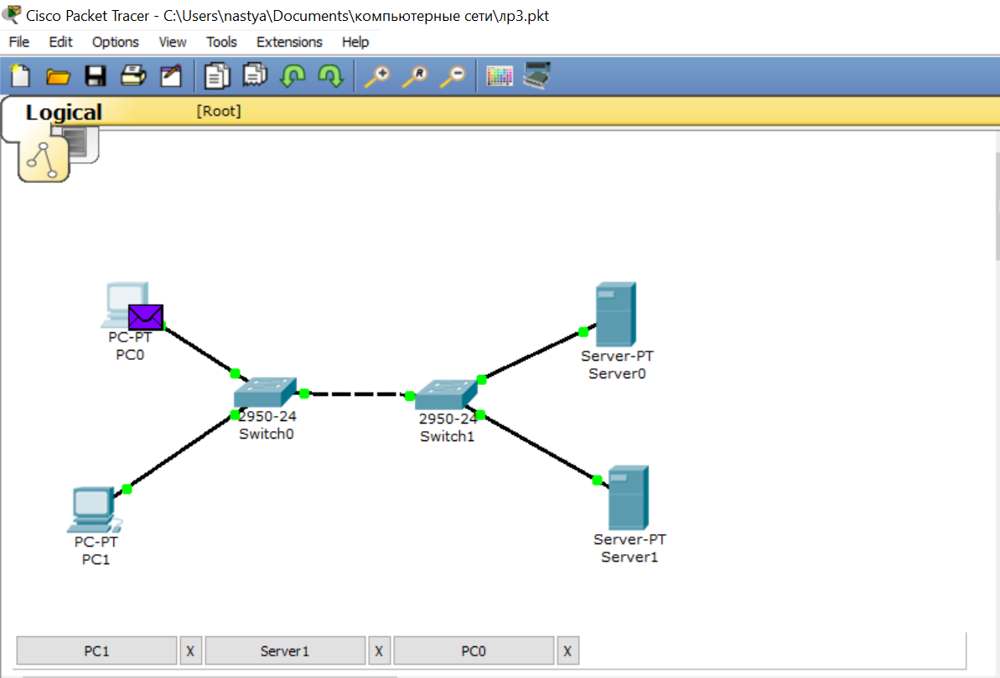 Cisco Packet Tracer - C:\Users\nastya\Documents\компьютерные сети\лр3.pkt
File Edit Options View Tools Extensions Help
R
Logical [Root]
PC-PT
PC0
Server-PT
Server0
2950-24
Switch0
2950-24
Switch1
PC-PT
PC1
Server-PT
Server1
PC1 X Server1 X PC0 X